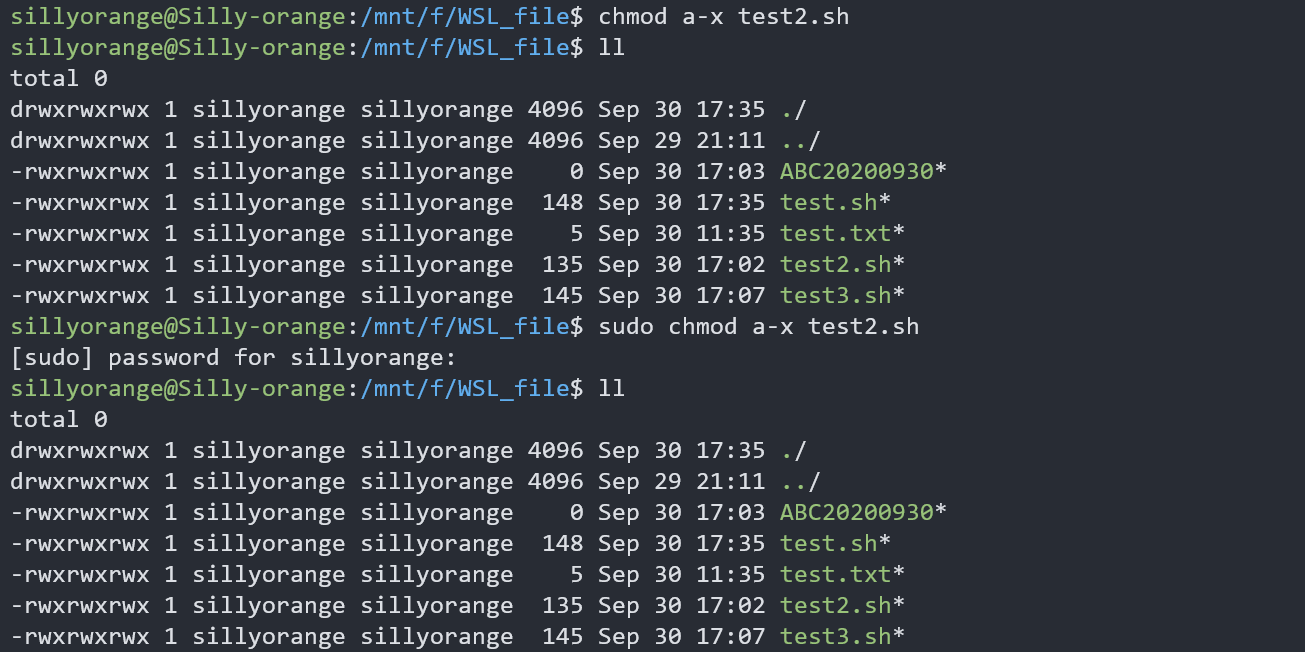 sillyorange@Silly-orange:/mnt/f/WSL_file$ chmod a-x test2.sh
sillyorange@Silly-orange:/mnt/f/WSL_file$ ll
total 0
drwxrwxrwx 1 sillyorange sillyorange 4096 Sep 30 17:35 ./
drwxrwxrwx 1 sillyorange sillyorange 4096 Sep 29 21:11 ../
-rwxrwxrwx 1 sillyorange sillyorange    0 Sep 30 17:03 ABC20200930*
-rwxrwxrwx 1 sillyorange sillyorange  148 Sep 30 17:35 test.sh*
-rwxrwxrwx 1 sillyorange sillyorange    5 Sep 30 11:35 test.txt*
-rwxrwxrwx 1 sillyorange sillyorange  135 Sep 30 17:02 test2.sh*
-rwxrwxrwx 1 sillyorange sillyorange  145 Sep 30 17:07 test3.sh*
sillyorange@Silly-orange:/mnt/f/WSL_file$ sudo chmod a-x test2.sh
[sudo] password for sillyorange:
sillyorange@Silly-orange:/mnt/f/WSL_file$ ll
total 0
drwxrwxrwx 1 sillyorange sillyorange 4096 Sep 30 17:35 ./
drwxrwxrwx 1 sillyorange sillyorange 4096 Sep 29 21:11 ../
-rwxrwxrwx 1 sillyorange sillyorange    0 Sep 30 17:03 ABC20200930*
-rwxrwxrwx 1 sillyorange sillyorange  148 Sep 30 17:35 test.sh*
-rwxrwxrwx 1 sillyorange sillyorange    5 Sep 30 11:35 test.txt*
-rwxrwxrwx 1 sillyorange sillyorange  135 Sep 30 17:02 test2.sh*
-rwxrwxrwx 1 sillyorange sillyorange  145 Sep 30 17:07 test3.sh*